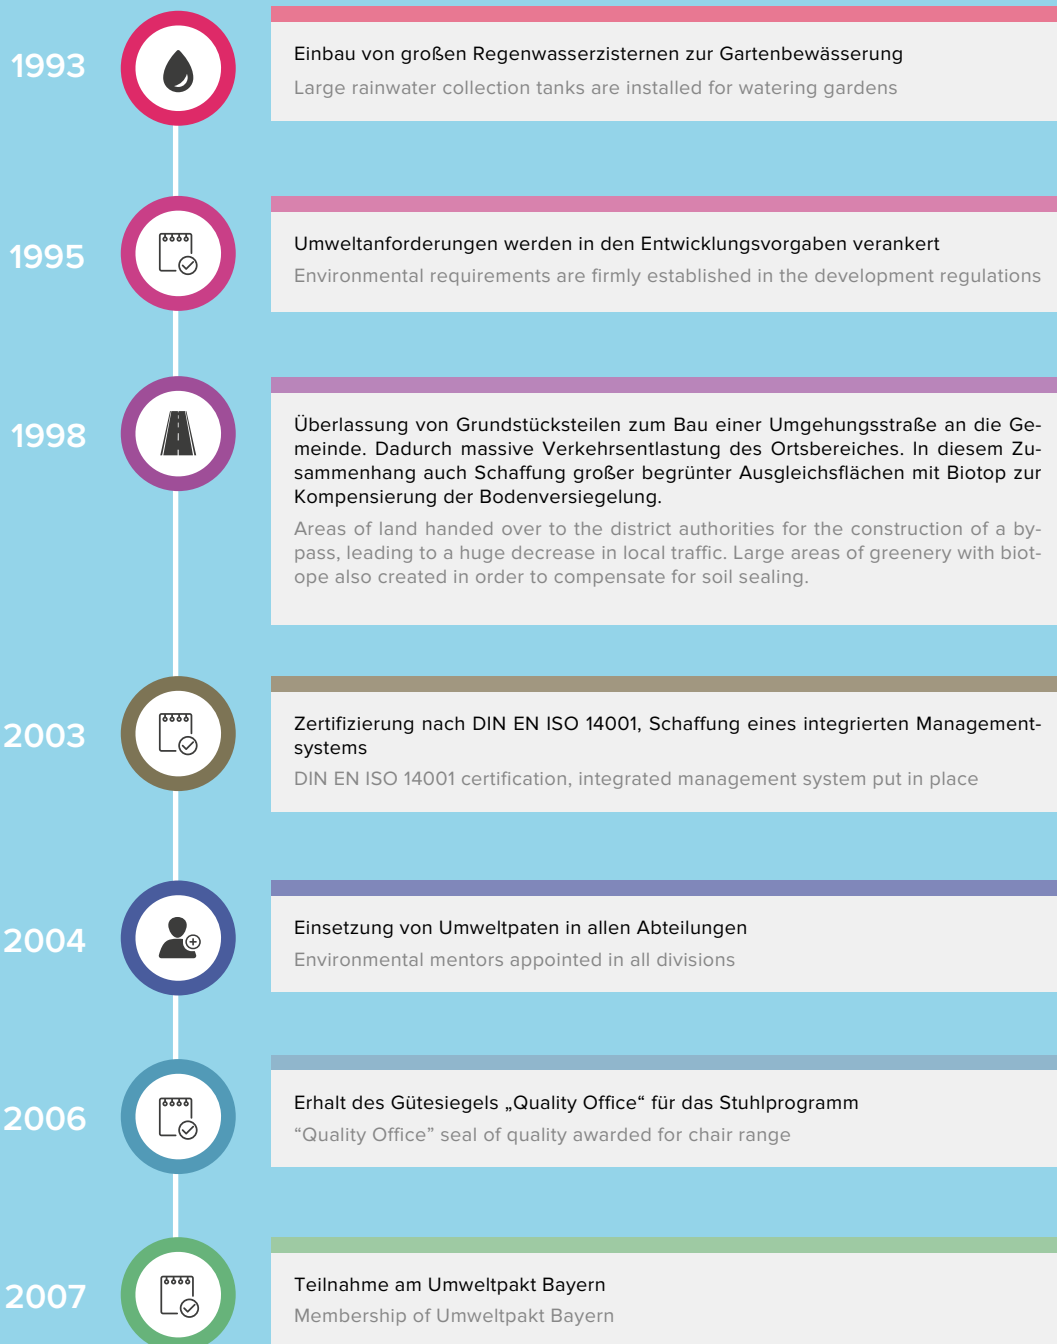 1993
Einbau von großen Regenwasserzisternen zur Gartenbewässerung
Large rainwater collection tanks are installed for watering gardens
1995
Umweltanforderungen werden in den Entwicklungsvorgaben verankert
Environmental requirements are firmly established in the development regulations
1998
Überlassung von Grundstücksteilen zum Bau einer Umgehungsstraße an die Ge-
meinde. Dadurch massive Verkehrsentlastung des Ortsbereiches. In diesem Zu-
sammenhang auch Schaffung großer begrünter Ausgleichsflächen mit Biotop zur
Kompensierung der Bodenversiegelung.
Areas of land handed over to the district authorities for the construction of a by-
pass, leading to a huge decrease in local traffic. Large areas of greenery with biot-
ope also created in order to compensate for soil sealing.
2003
Zertifizierung nach DIN EN ISO 14001, Schaffung eines integrierten Management-
systems
DIN EN ISO 14001 certification, integrated management system put in place
2004
Einsetzung von Umweltpaten in allen Abteilungen
Environmental mentors appointed in all divisions
2006
Erhalt des Gütesiegels „Quality Office“ für das Stuhlprogramm
“Quality Office” seal of quality awarded for chair range
2007
Teilnahme am Umweltpakt Bayern
Membership of Umweltpakt Bayern